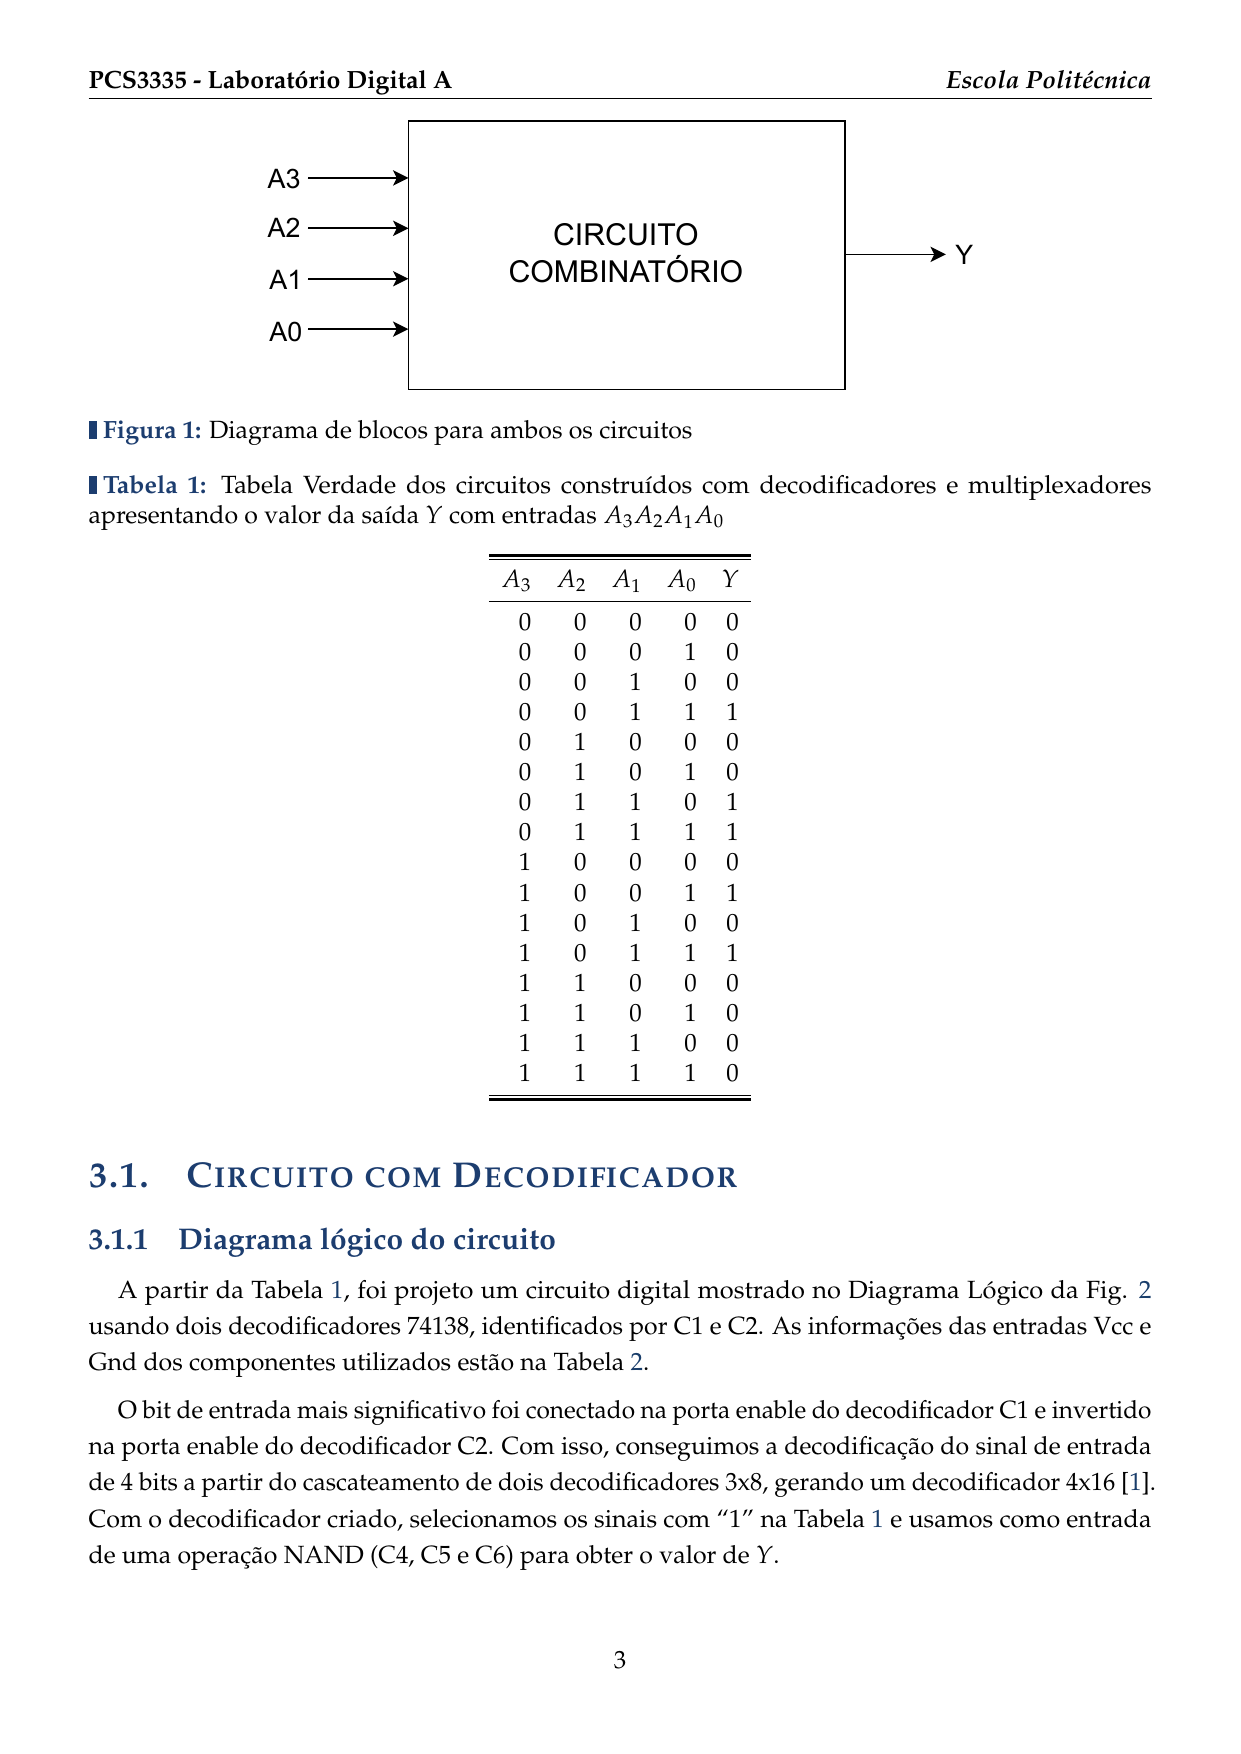 PCS3335 - Laboratório Digital A Escola Politécnica
A3
A2
A1
A0
CIRCUITO
COMBINATÓRIO
Y
Figura 1: Diagrama de blocos para ambos os circuitos
Tabela 1: Tabela Verdade dos circuitos construídos com decodificadores e multiplexadores
apresentando o valor da saída Y com entradas A3A2A1A0
A3 A2 A1 A0 Y
0 0 0 0 0
0 0 0 1 0
0 0 1 0 0
0 0 1 1 1
0 1 0 0 0
0 1 0 1 0
0 1 1 0 1
0 1 1 1 1
1 0 0 0 0
1 0 0 1 1
1 0 1 0 0
1 0 1 1 1
1 1 0 0 0
1 1 0 1 0
1 1 1 0 0
1 1 1 1 0
3.1. CIRCUITO COM DECODIFICADOR
3.1.1 Diagrama lógico do circuito
A partir da Tabela 1, foi projeto um circuito digital mostrado no Diagrama Lógico da Fig. 2
usando dois decodificadores 74138, identificados por C1 e C2. As informações das entradas Vcc e
Gnd dos componentes utilizados estão na Tabela 2.
O bit de entrada mais significativo foi conectado na porta enable do decodificador C1 e invertido
na porta enable do decodificador C2. Com isso, conseguimos a decodificação do sinal de entrada
de 4 bits a partir do cascateamento de dois decodificadores 3x8, gerando um decodificador 4x16 [1].
Com o decodificador criado, selecionamos os sinais com “1” na Tabela 1 e usamos como entrada
de uma operação NAND (C4, C5 e C6) para obter o valor de Y.
3